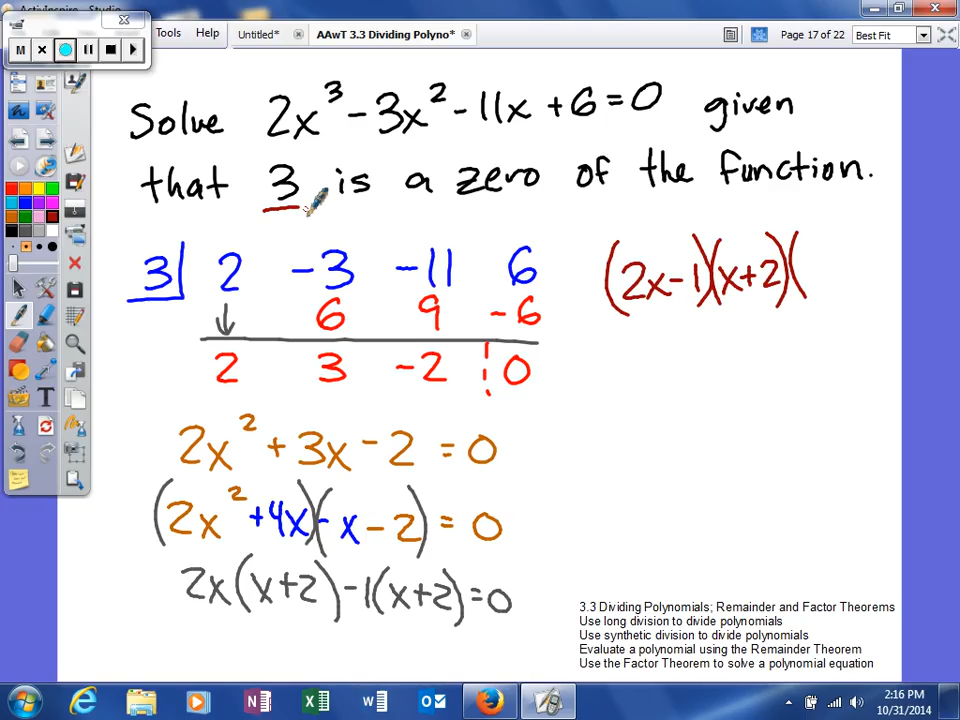 ActivInspire - Studio
Tools Help Untitled* AAwT 3.3 Dividing Polyno* Page 17 of 22 Best Fit
M
Solve 2x³ - 3x² - 11x + 6 = 0 given
that 3 is a zero of the function.
3 2 -3 -11 6
6 9 -6
2 3 -2 0
(2x-1)(x+2)(
2x² + 3x - 2 = 0
(2x² +4x)(-x - 2) = 0
2x(x+2) -1(x+2) = 0
3.3 Dividing Polynomials; Remainder and Factor Theorems
Use long division to divide polynomials
Use synthetic division to divide polynomials
Evaluate a polynomial using the Remainder Theorem
Use the Factor Theorem to solve a polynomial equation
2:16 PM
10/31/2014